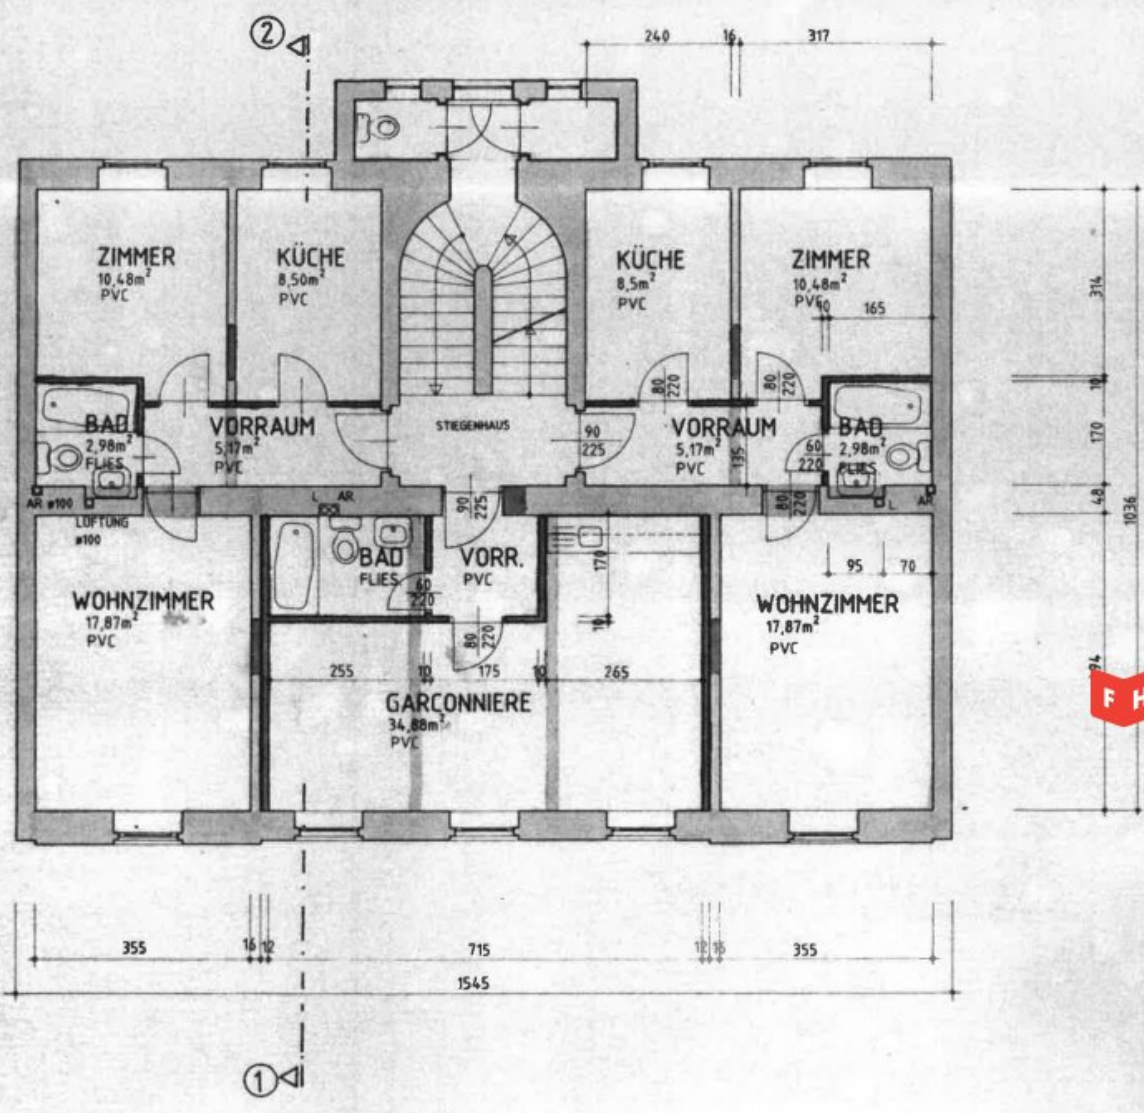 2
240 16 317
ZIMMER
10,48m²
PVC
KÜCHE
8,50m²
PVC
KÜCHE
8,5m²
PVC
ZIMMER
10,48m²
PVC
10 165
314
80
220
80
220
10
BAD
2,98m²
FLIES
VORRAUM
5,17m²
PVC
STIEGENHAUS
90
225
VORRAUM
5,17m²
PVC
135
60
220
BAD
2,98m²
FLIES
170
AR ø100
LÜFTUNG
ø100
L AR
90
225
80
220
L AR
48
1036
BAD
FLIES
60
220
VORR.
PVC
170
10
95 70
WOHNZIMMER
17,87m²
PVC
80
220
WOHNZIMMER
17,87m²
PVC
255 10 175 10 265
GARÇONNIERE
34,88m²
PVC
F H
355 16 12 715 12 16 355
1545
1